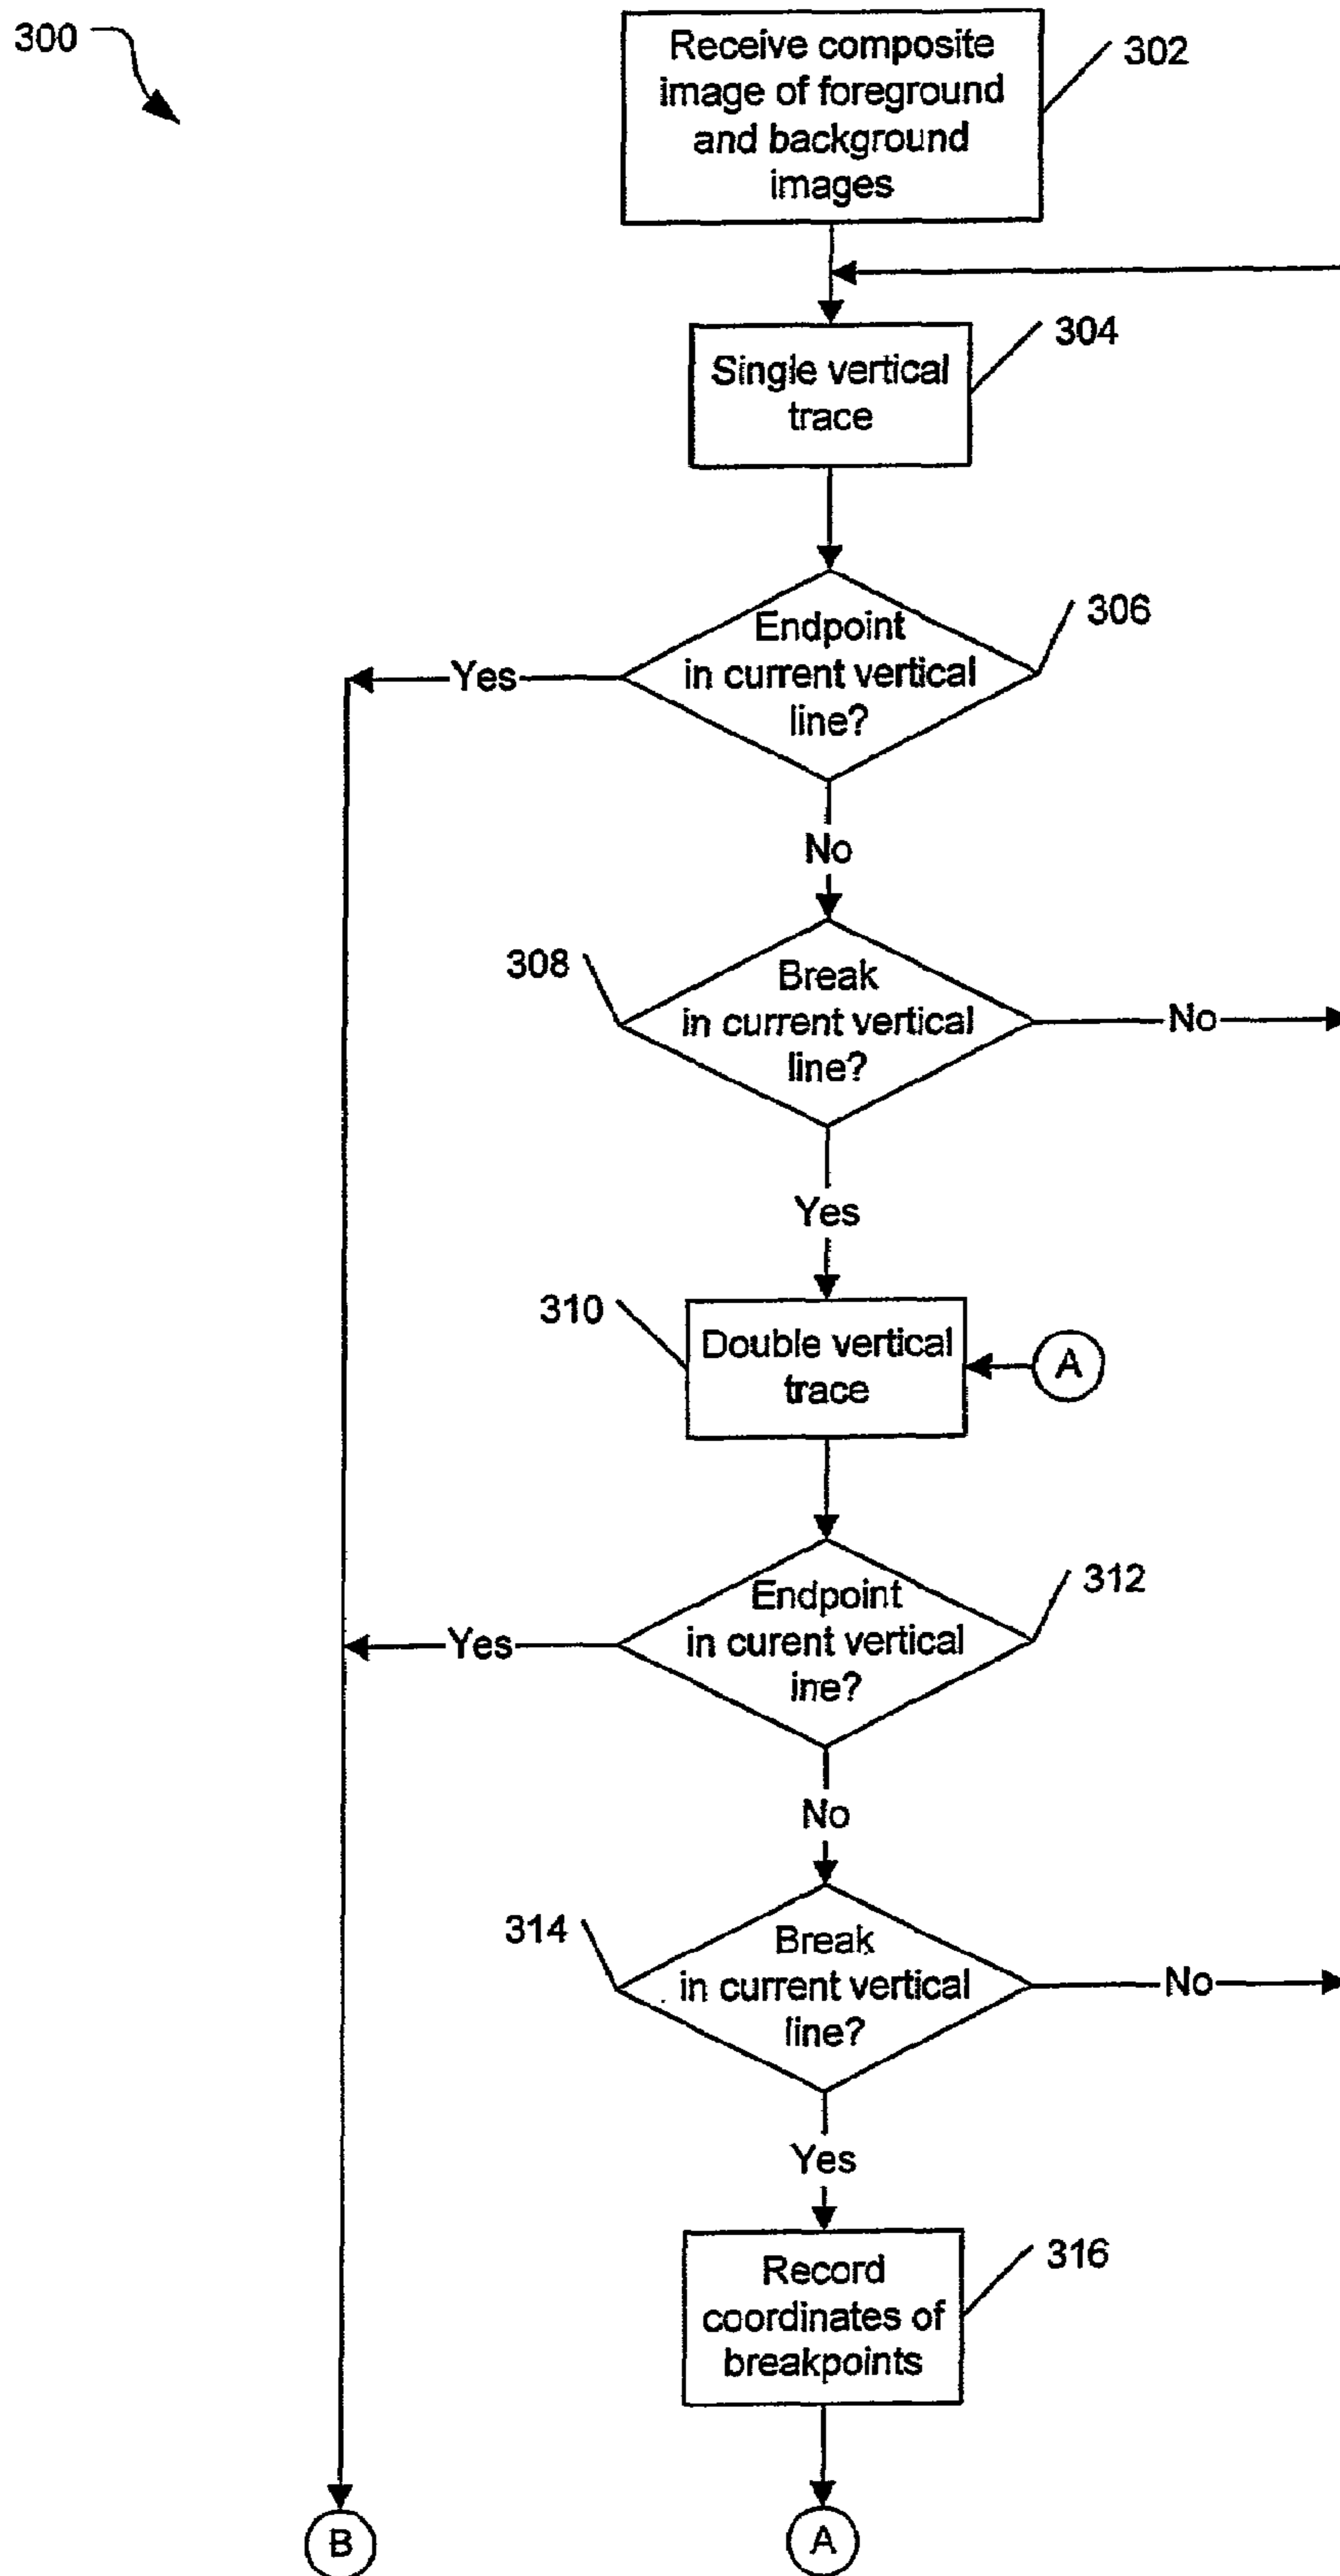 300
Receive composite
image of foreground
and background
images
302
Single vertical
trace
304
Endpoint
in current vertical
line?
306
Yes
No
308
Break
in current vertical
line?
No
Yes
310
Double vertical
trace
A
Endpoint
in curent vertical
ine?
312
Yes
No
314
Break
in current vertical
line?
No
Yes
Record
coordinates of
breakpoints
316
B
A